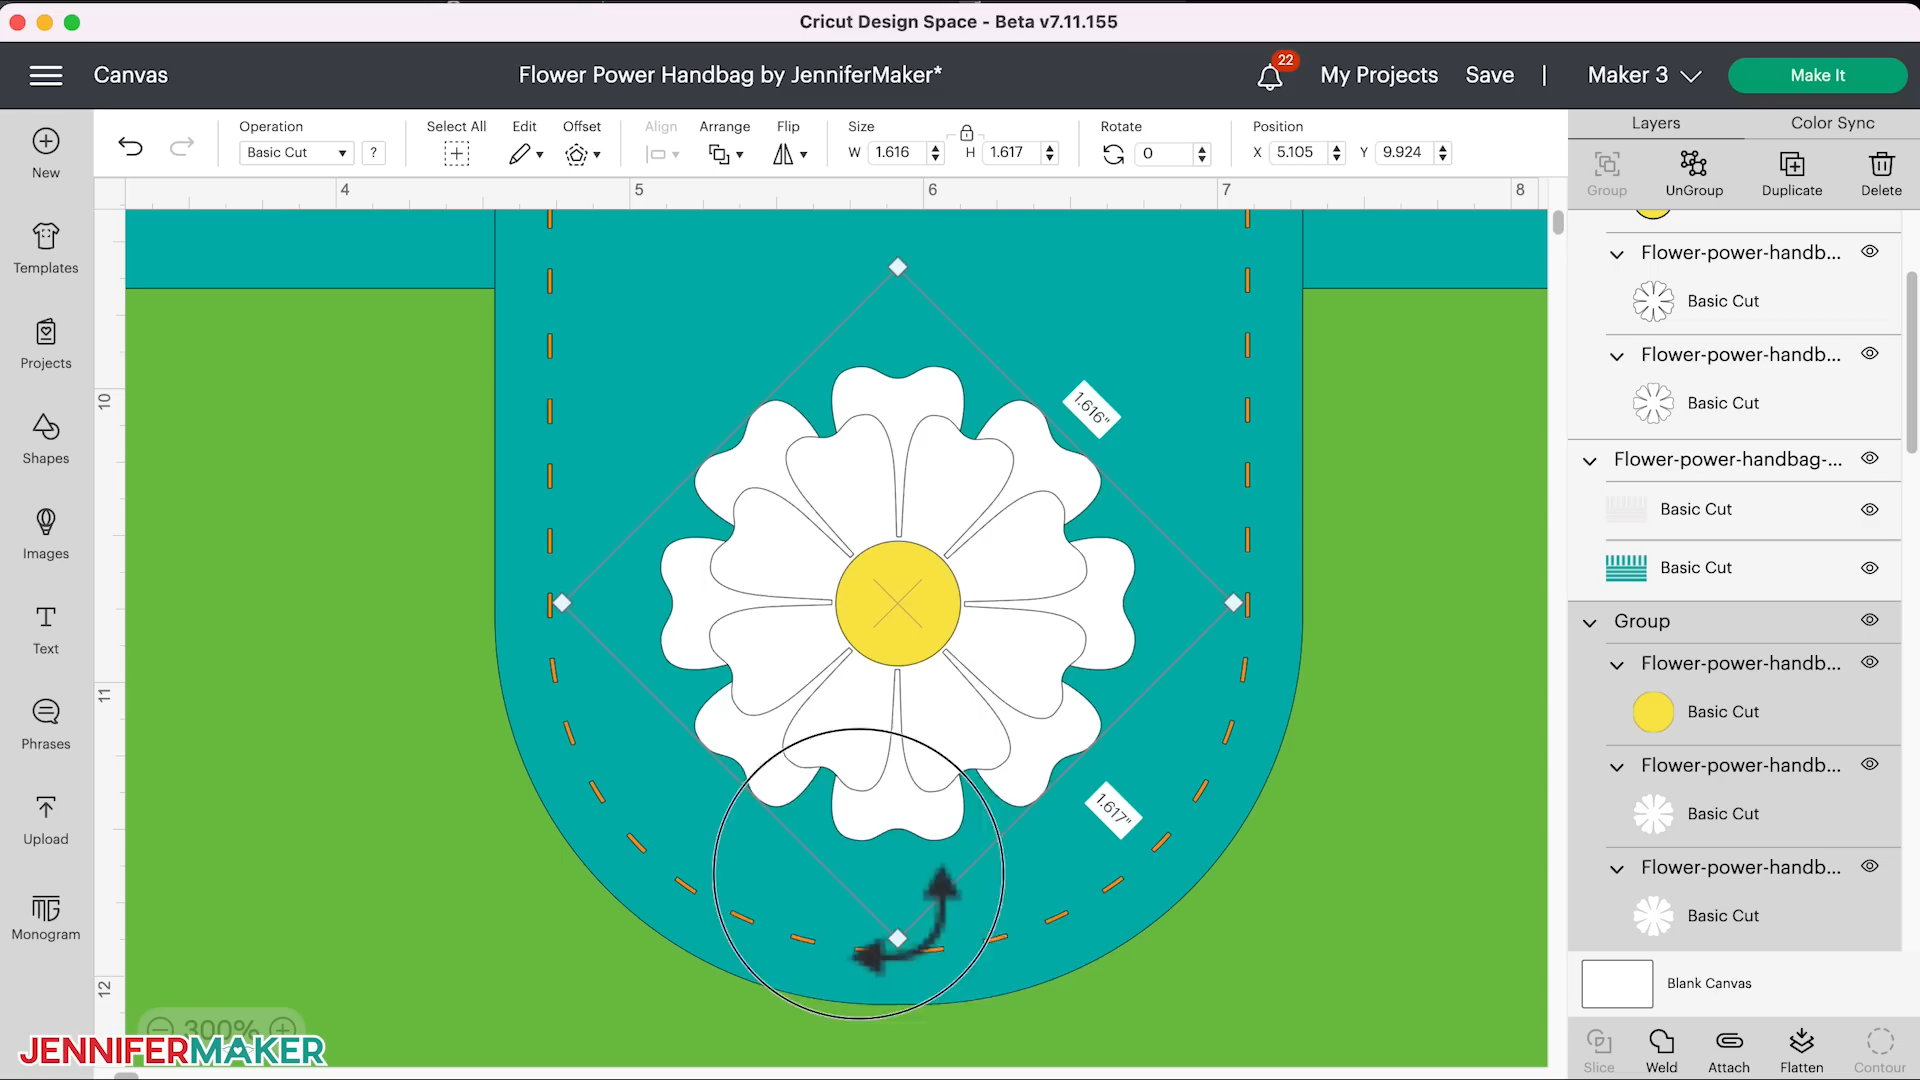 Cricut Design Space - Beta v7.11.155
Canvas
Flower Power Handbag by JenniferMaker*
22
My Projects
Save
|
Maker 3
Make It
New
Templates
Projects
Shapes
Images
Text
Phrases
Upload
Monogram
Operation
Basic Cut
?
Select All
Edit
Offset
Align
Arrange
Flip
Size
W 1.616
H 1.617
Rotate
0
Position
X 5.105
Y 9.924
4 5 6 7 8
10
11
12
1.616"
1.617"
300%
JENNIFERMAKER
Layers
Color Sync
Group
UnGroup
Duplicate
Delete
Flower-power-handb...
Basic Cut
Flower-power-handb...
Basic Cut
Flower-power-handbag-...
Basic Cut
Basic Cut
Group
Flower-power-handb...
Basic Cut
Flower-power-handb...
Basic Cut
Flower-power-handb...
Basic Cut
Blank Canvas
Slice
Weld
Attach
Flatten
Contour